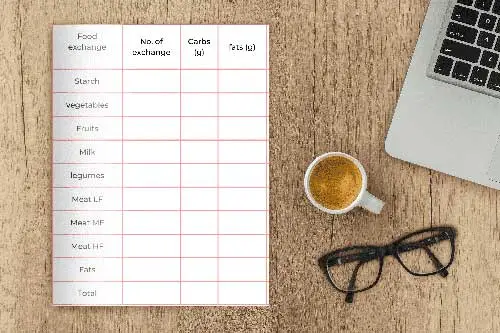 Food
exchange
No. of
exchange
Carbs
(g)
fats (g)
Starch
vegetables
Fruits
Milk
legumes
Meat LF
Meat MF
Meat HF
Fats
Total